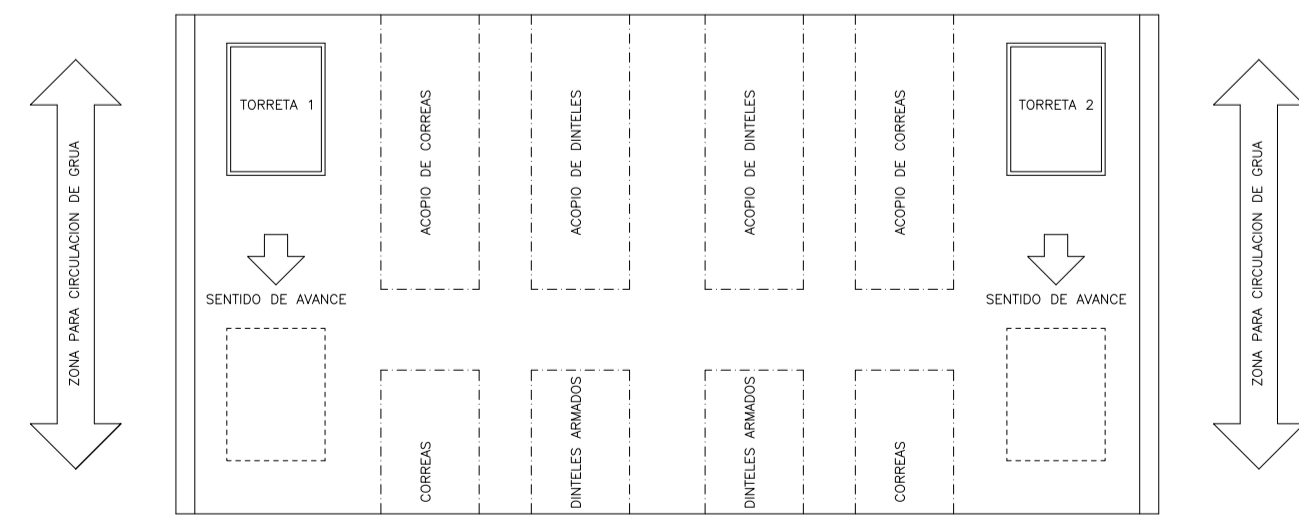 ZONA PARA CIRCULACION DE GRUA
TORRETA 1
SENTIDO DE AVANCE
ACOPIO DE CORREAS
ACOPIO DE DINTELES
ACOPIO DE DINTELES
ACOPIO DE CORREAS
TORRETA 2
SENTIDO DE AVANCE
ZONA PARA CIRCULACION DE GRUA
CORREAS
DINTELES ARMADOS
DINTELES ARMADOS
CORREAS